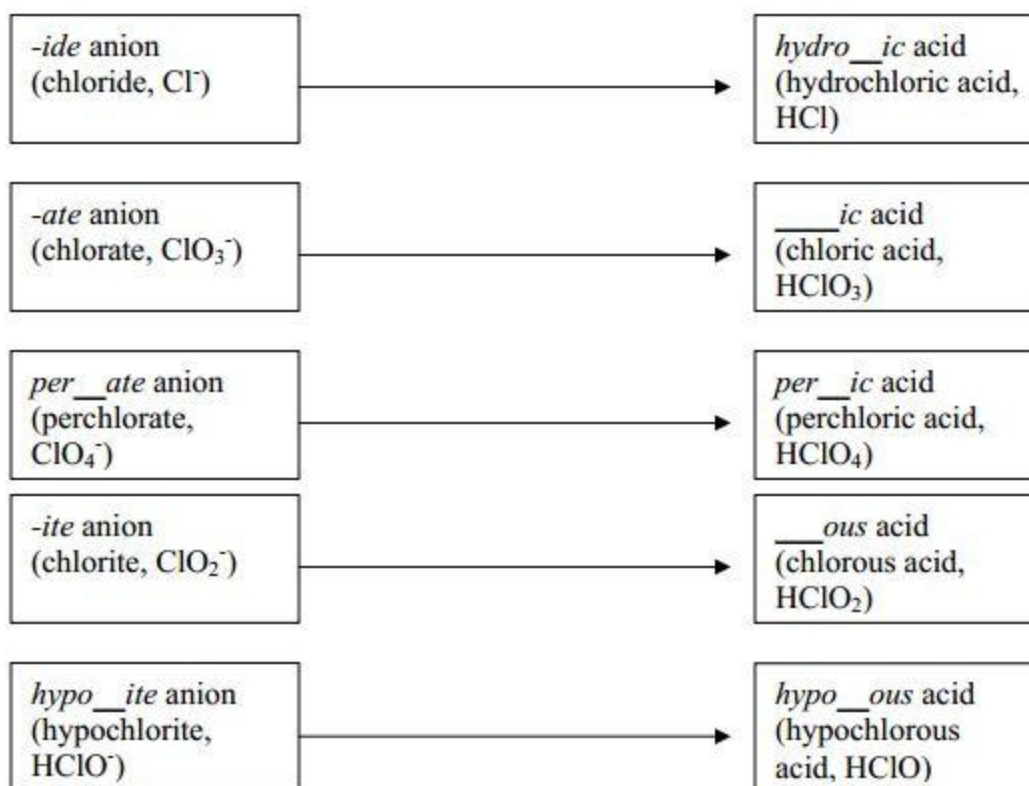 -ide anion
(chloride, Cl⁻)
hydro__ic acid
(hydrochloric acid,
HCl)
-ate anion
(chlorate, ClO₃⁻)
____ic acid
(chloric acid,
HClO₃)
per__ate anion
(perchlorate,
ClO₄⁻)
per__ic acid
(perchloric acid,
HClO₄)
-ite anion
(chlorite, ClO₂⁻)
___ous acid
(chlorous acid,
HClO₂)
hypo__ite anion
(hypochlorite,
HClO⁻)
hypo__ous acid
(hypochlorous
acid, HClO)